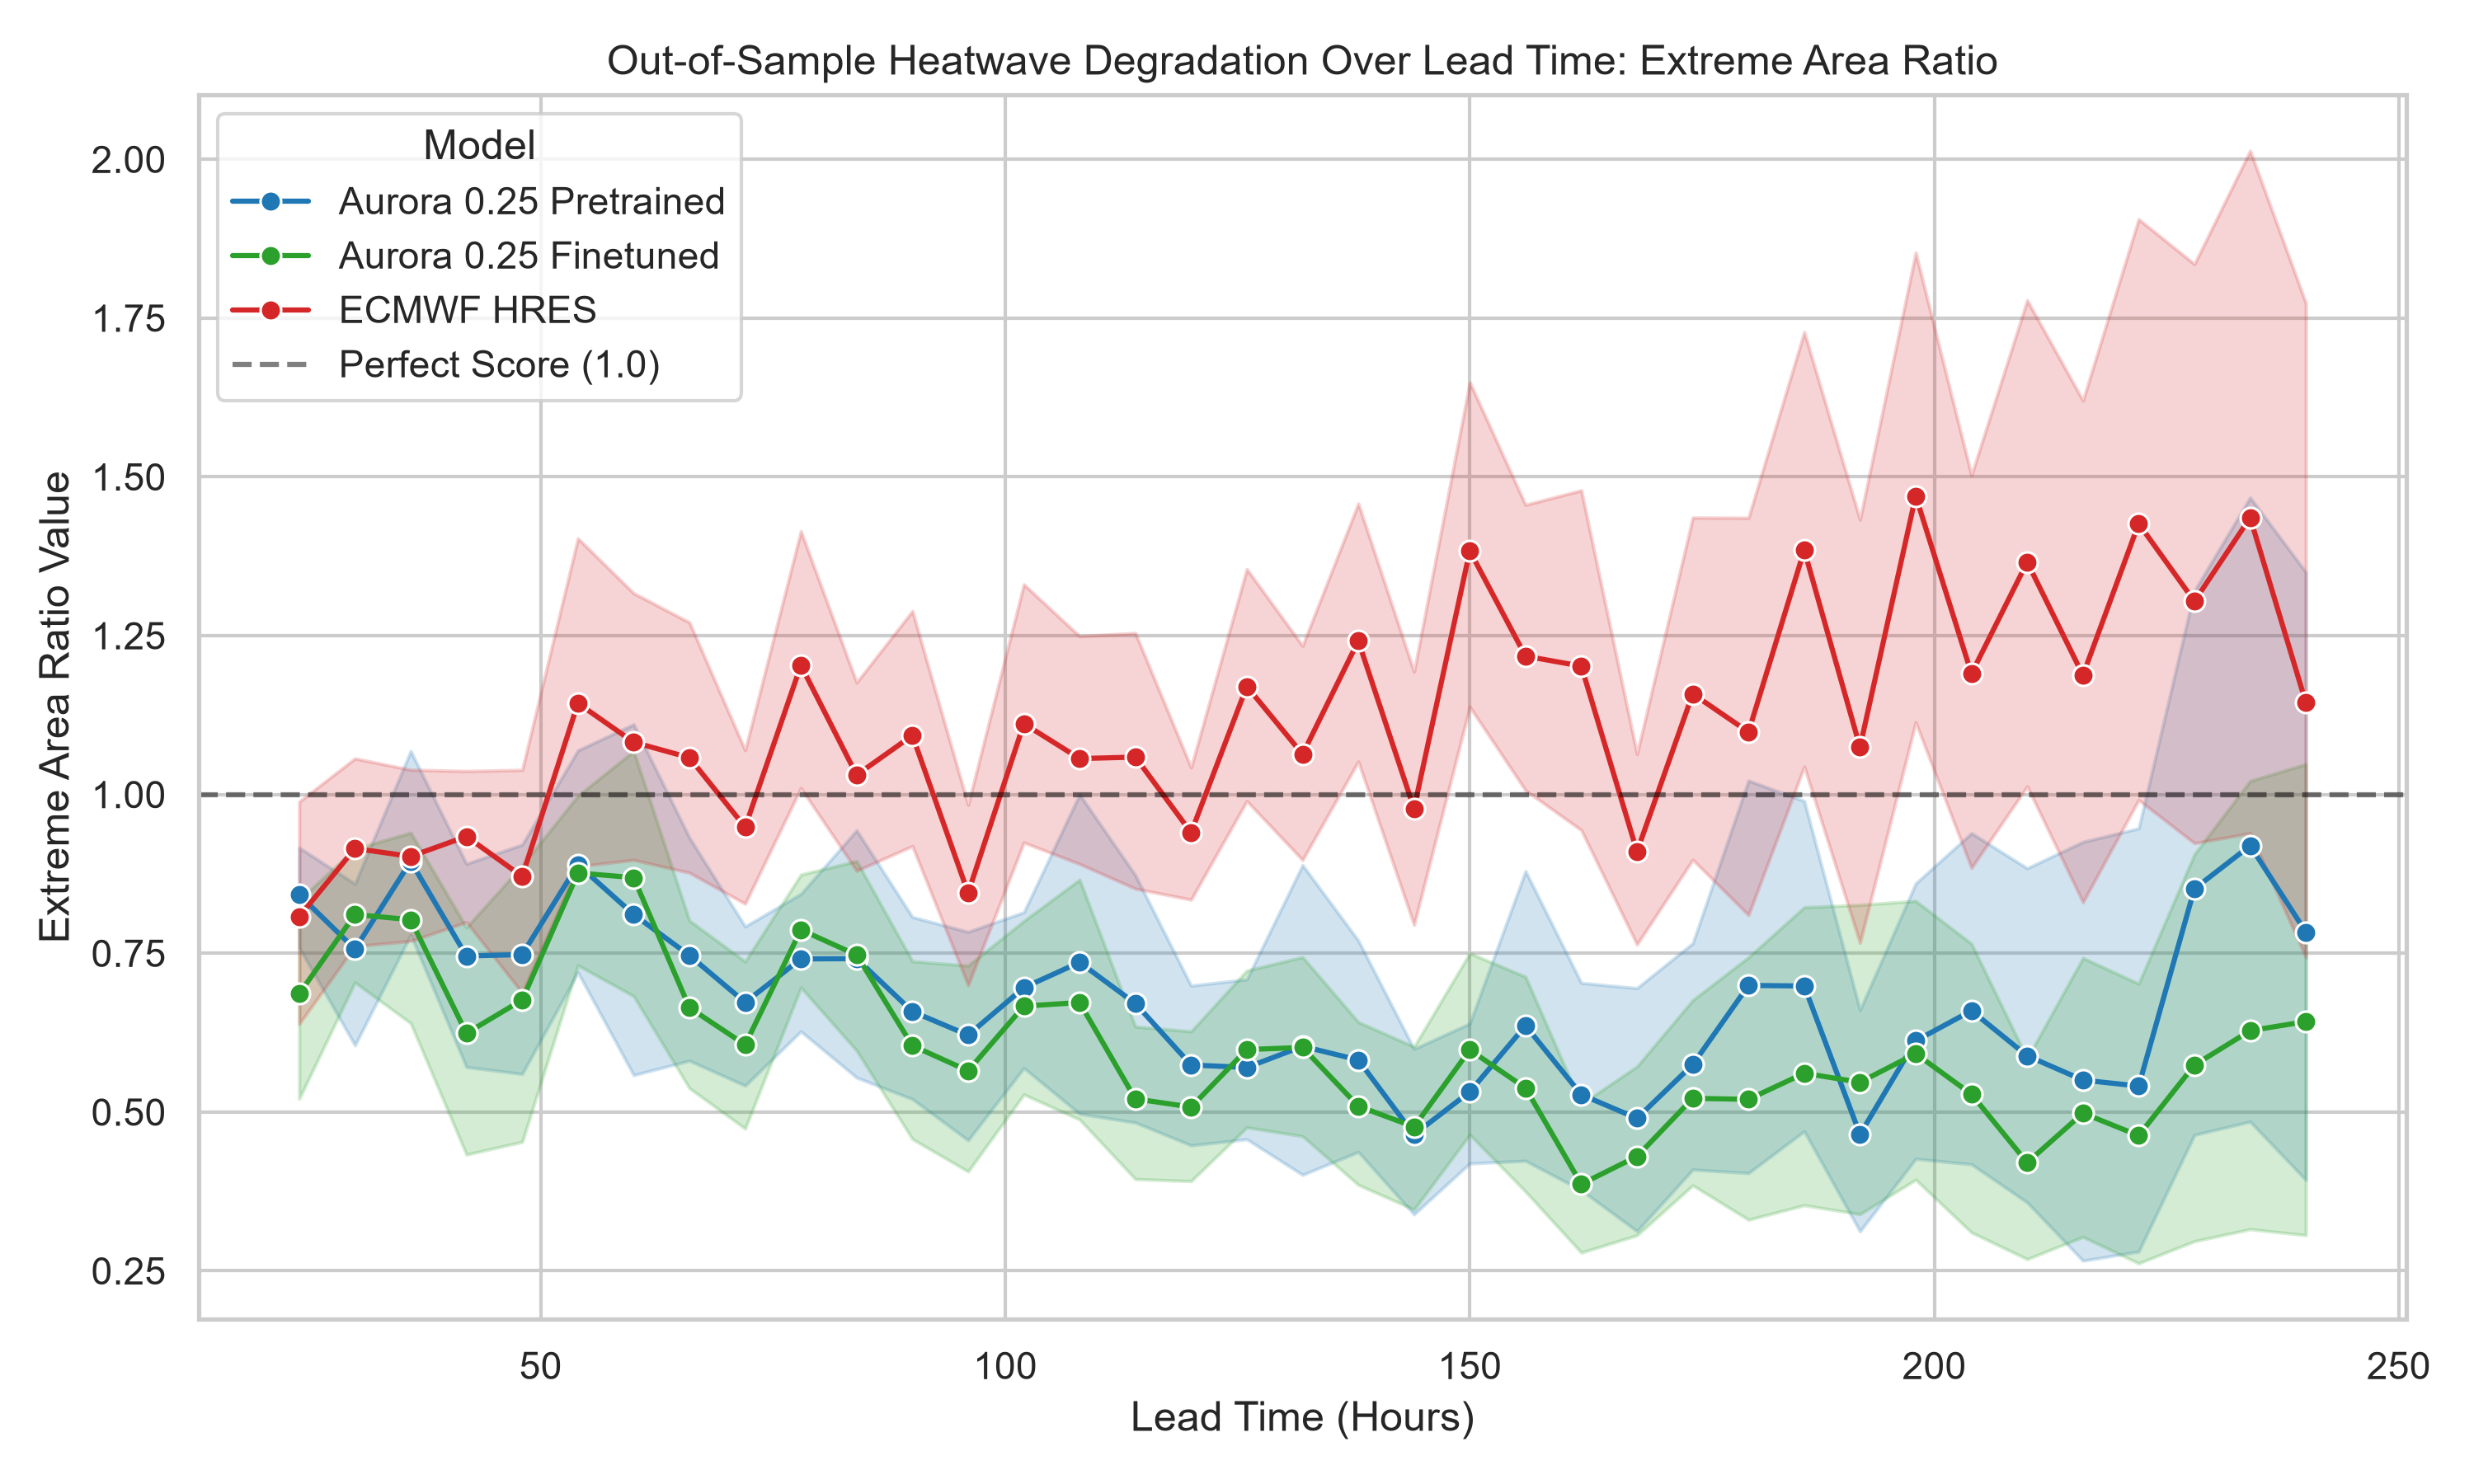 Out-of-Sample Heatwave Degradation Over Lead Time: Extreme Area Ratio
Model
Aurora 0.25 Pretrained
Aurora 0.25 Finetuned
ECMWF HRES
Perfect Score (1.0)
Extreme Area Ratio Value
2.00
1.75
1.50
1.25
1.00
0.75
0.50
0.25
50
100
150
200
250
Lead Time (Hours)